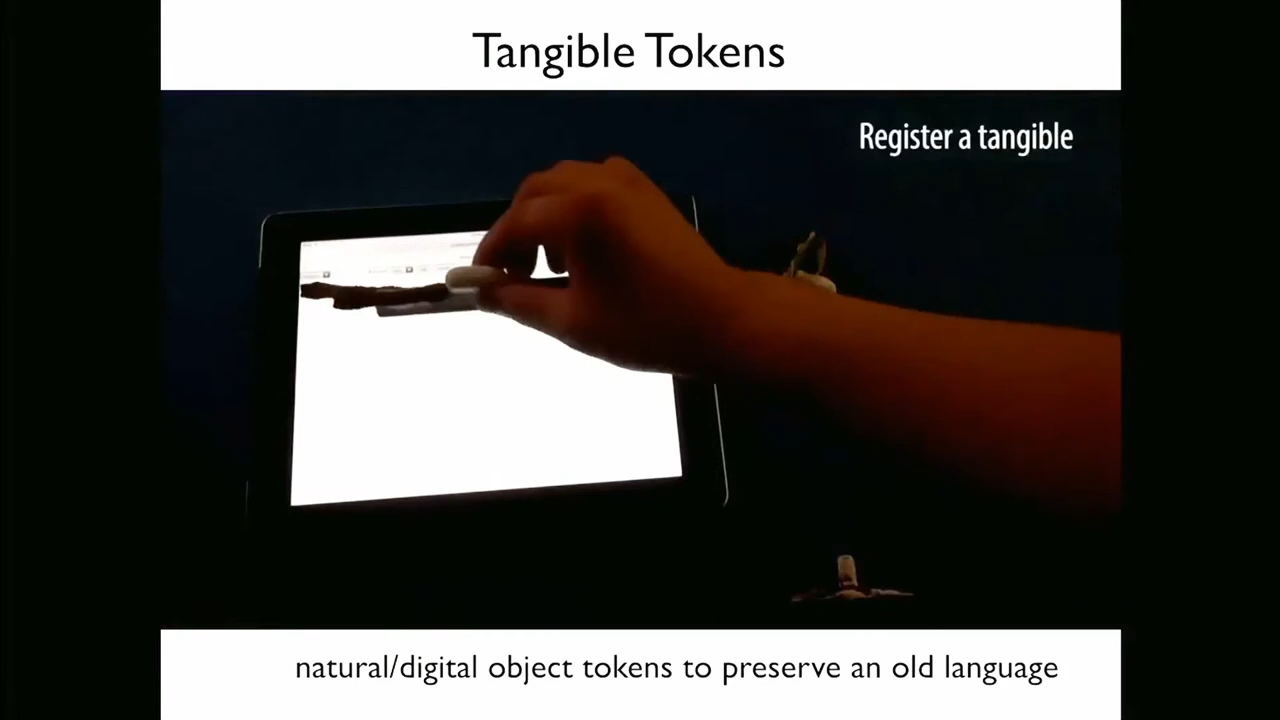 Tangible Tokens
Register a tangible
natural/digital object tokens to preserve an old language